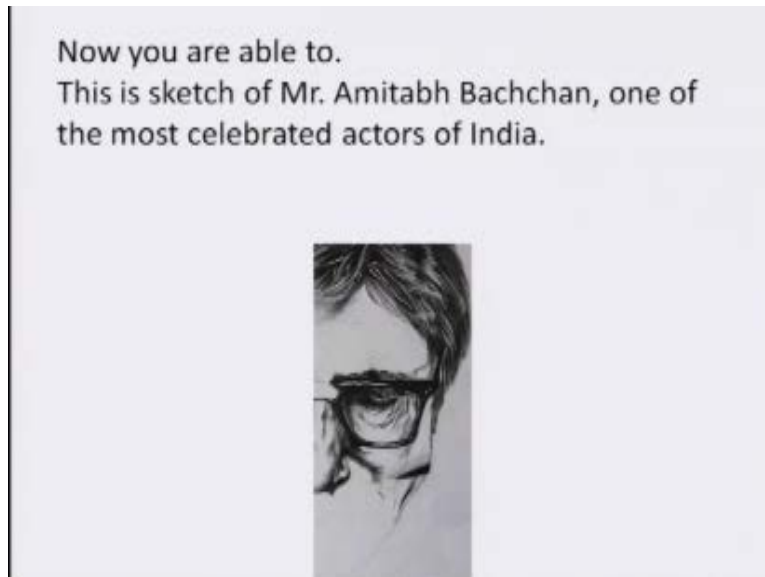 Now you are able to.
This is sketch of Mr. Amitabh Bachchan, one of
the most celebrated actors of India.